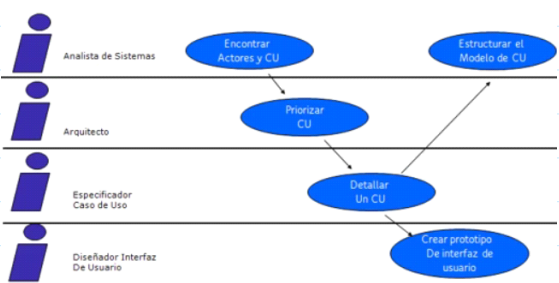 Analista de Sistemas
Encontrar
Actores y CU
Estructurar el
Modelo de CU
Arquitecto
Priorizar
CU
Especificador
Caso de Uso
Detallar
Un CU
Diseñador Interfaz
De Usuario
Crear prototipo
De interfaz de
usuario